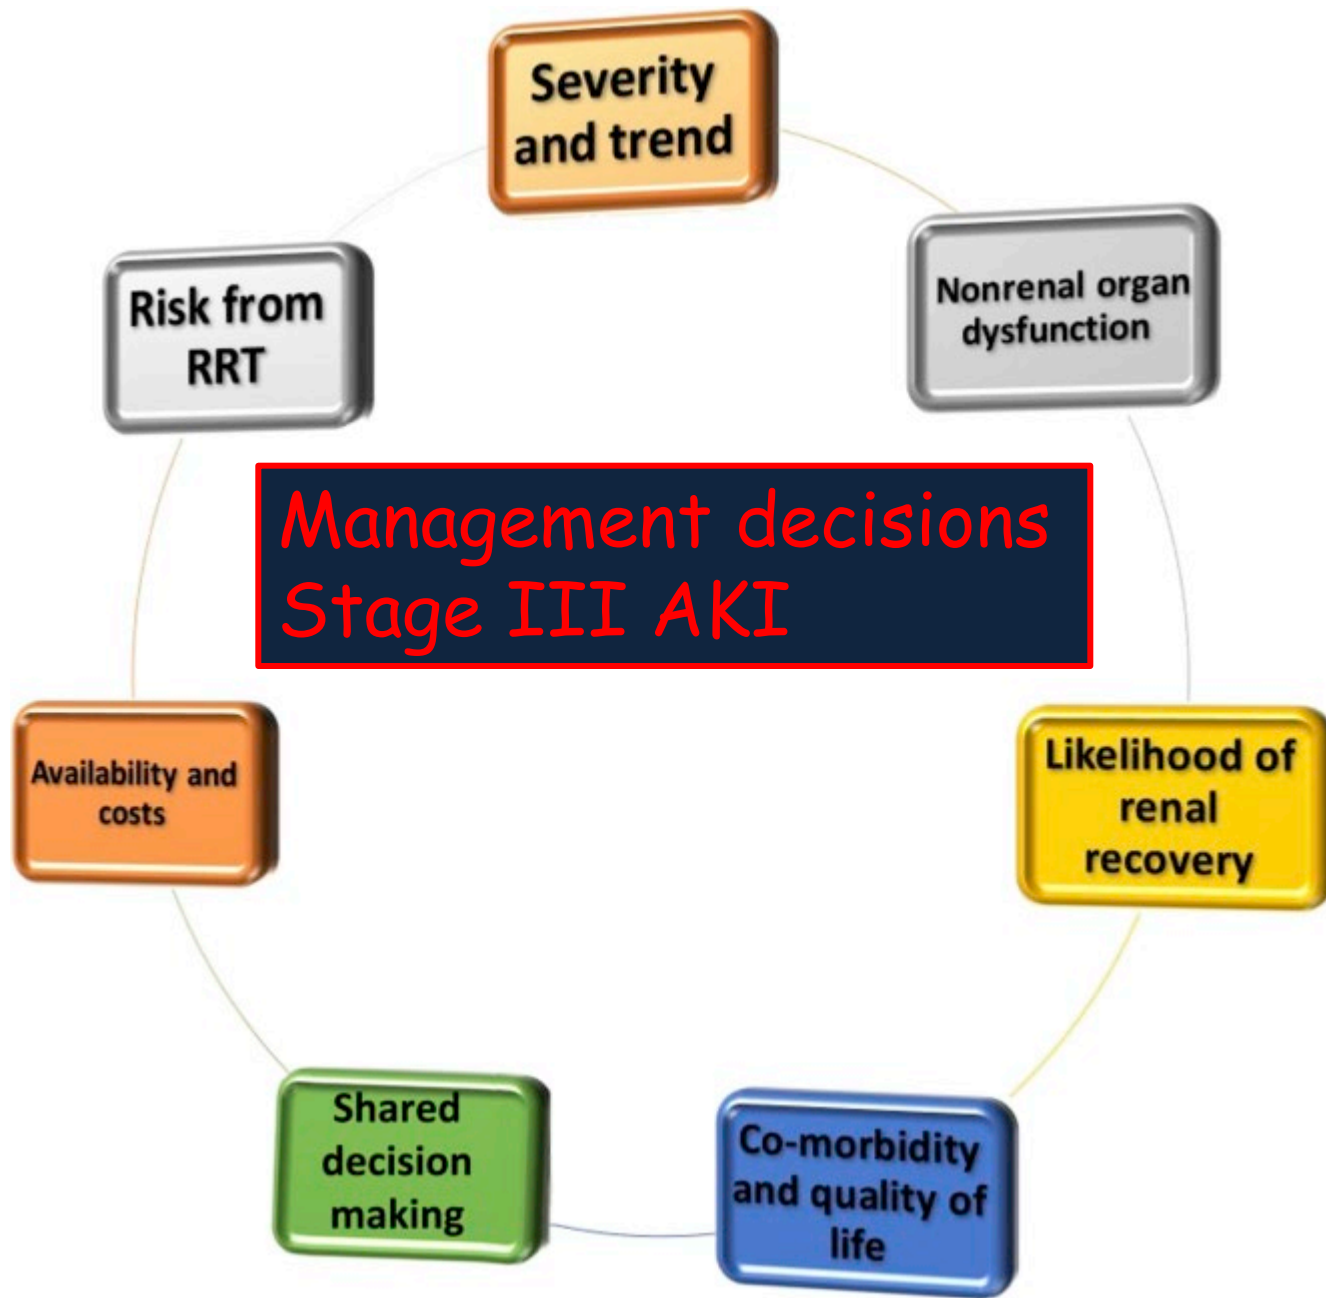 Severity
and trend
Nonrenal organ
dysfunction
Likelihood of
renal
recovery
Co-morbidity
and quality of
life
Shared
decision
making
Availability and
costs
Risk from
RRT
Management decisions
Stage III AKI